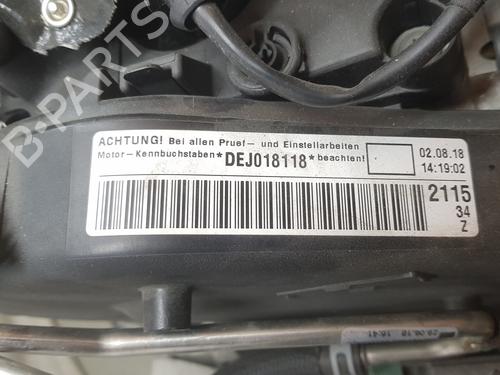 ACHTUNG! Bei allen Pruef- und Einstellarbeiten
Motor-Kennbuchstaben*DEJ018118*beachten!
02.08.18
14:19:02
2115
34
Z
B-PARTS